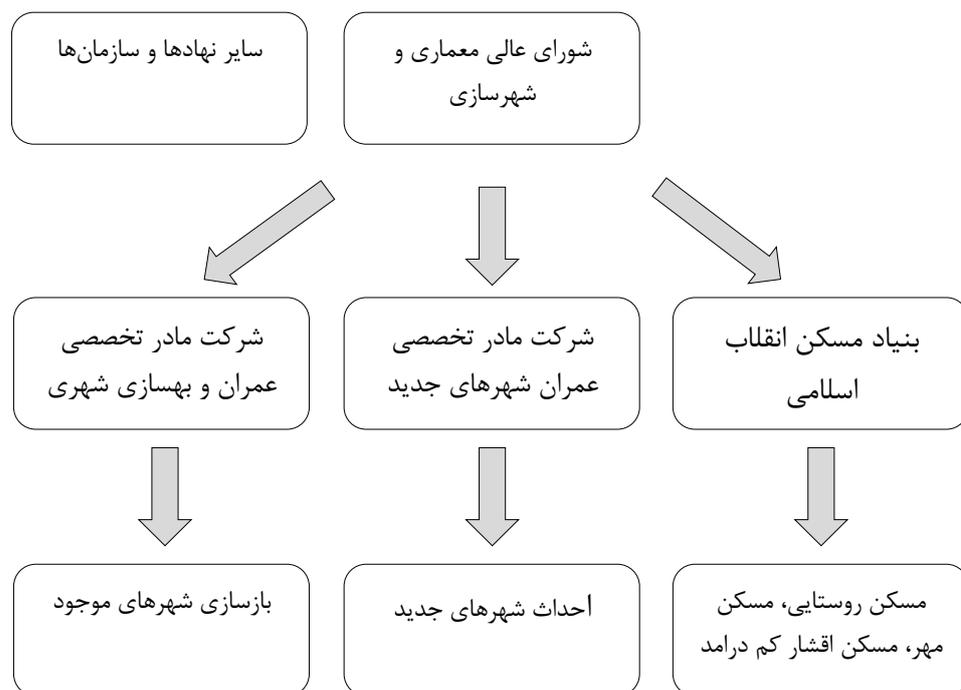 شورای عالی معماری و
شهرسازی
سایر نهادها و سازمان‌ها
بنیاد مسکن انقلاب
اسلامی
شرکت مادر تخصصی
عمران شهرهای جدید
شرکت مادر تخصصی
عمران و بهسازی شهری
مسکن روستایی، مسکن
مهر، مسکن اقشار کم درامد
احداث شهرهای جدید
بازسازی شهرهای موجود